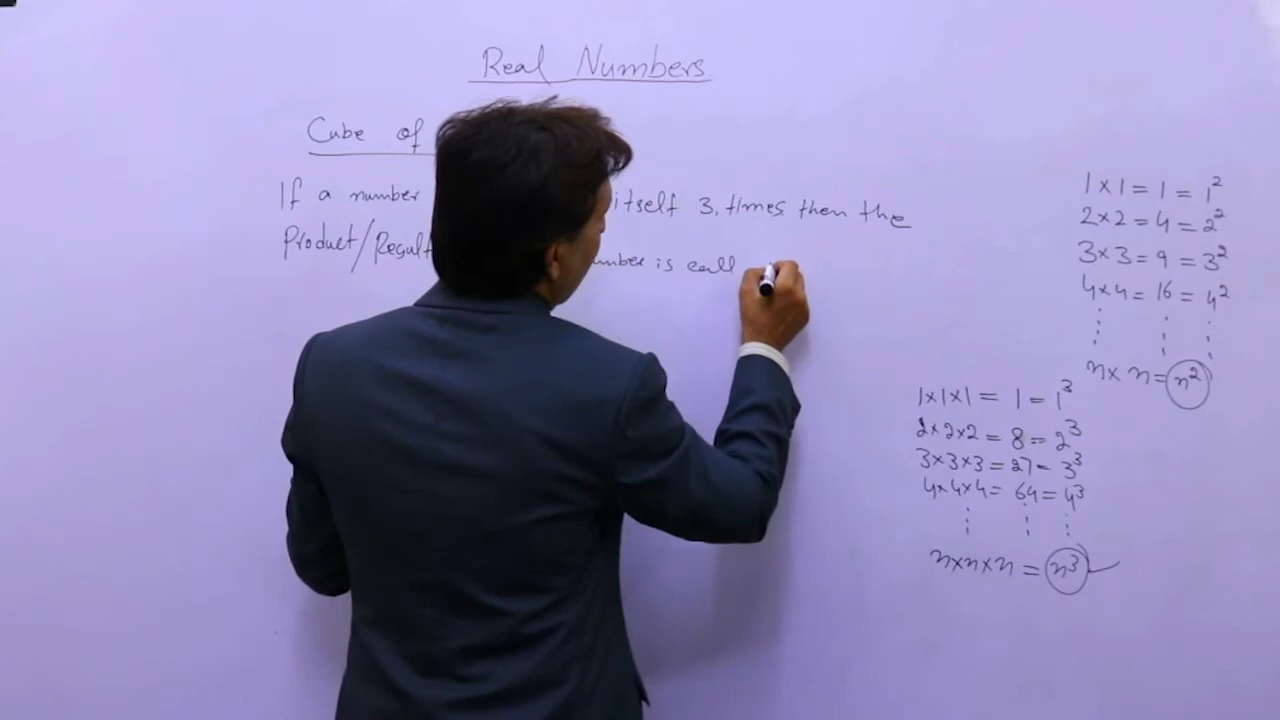 Real Numbers
Cube of
If a number itself 3, times then the
Product/Result is call
1×1=1=1²
2×2=4=2²
3×3=9=3²
4×4=16=4²
n×n=n²
1×1×1=1=1³
2×2×2=8=2³
3×3×3=27=3³
4×4×4=64=4³
n×n×n=n³